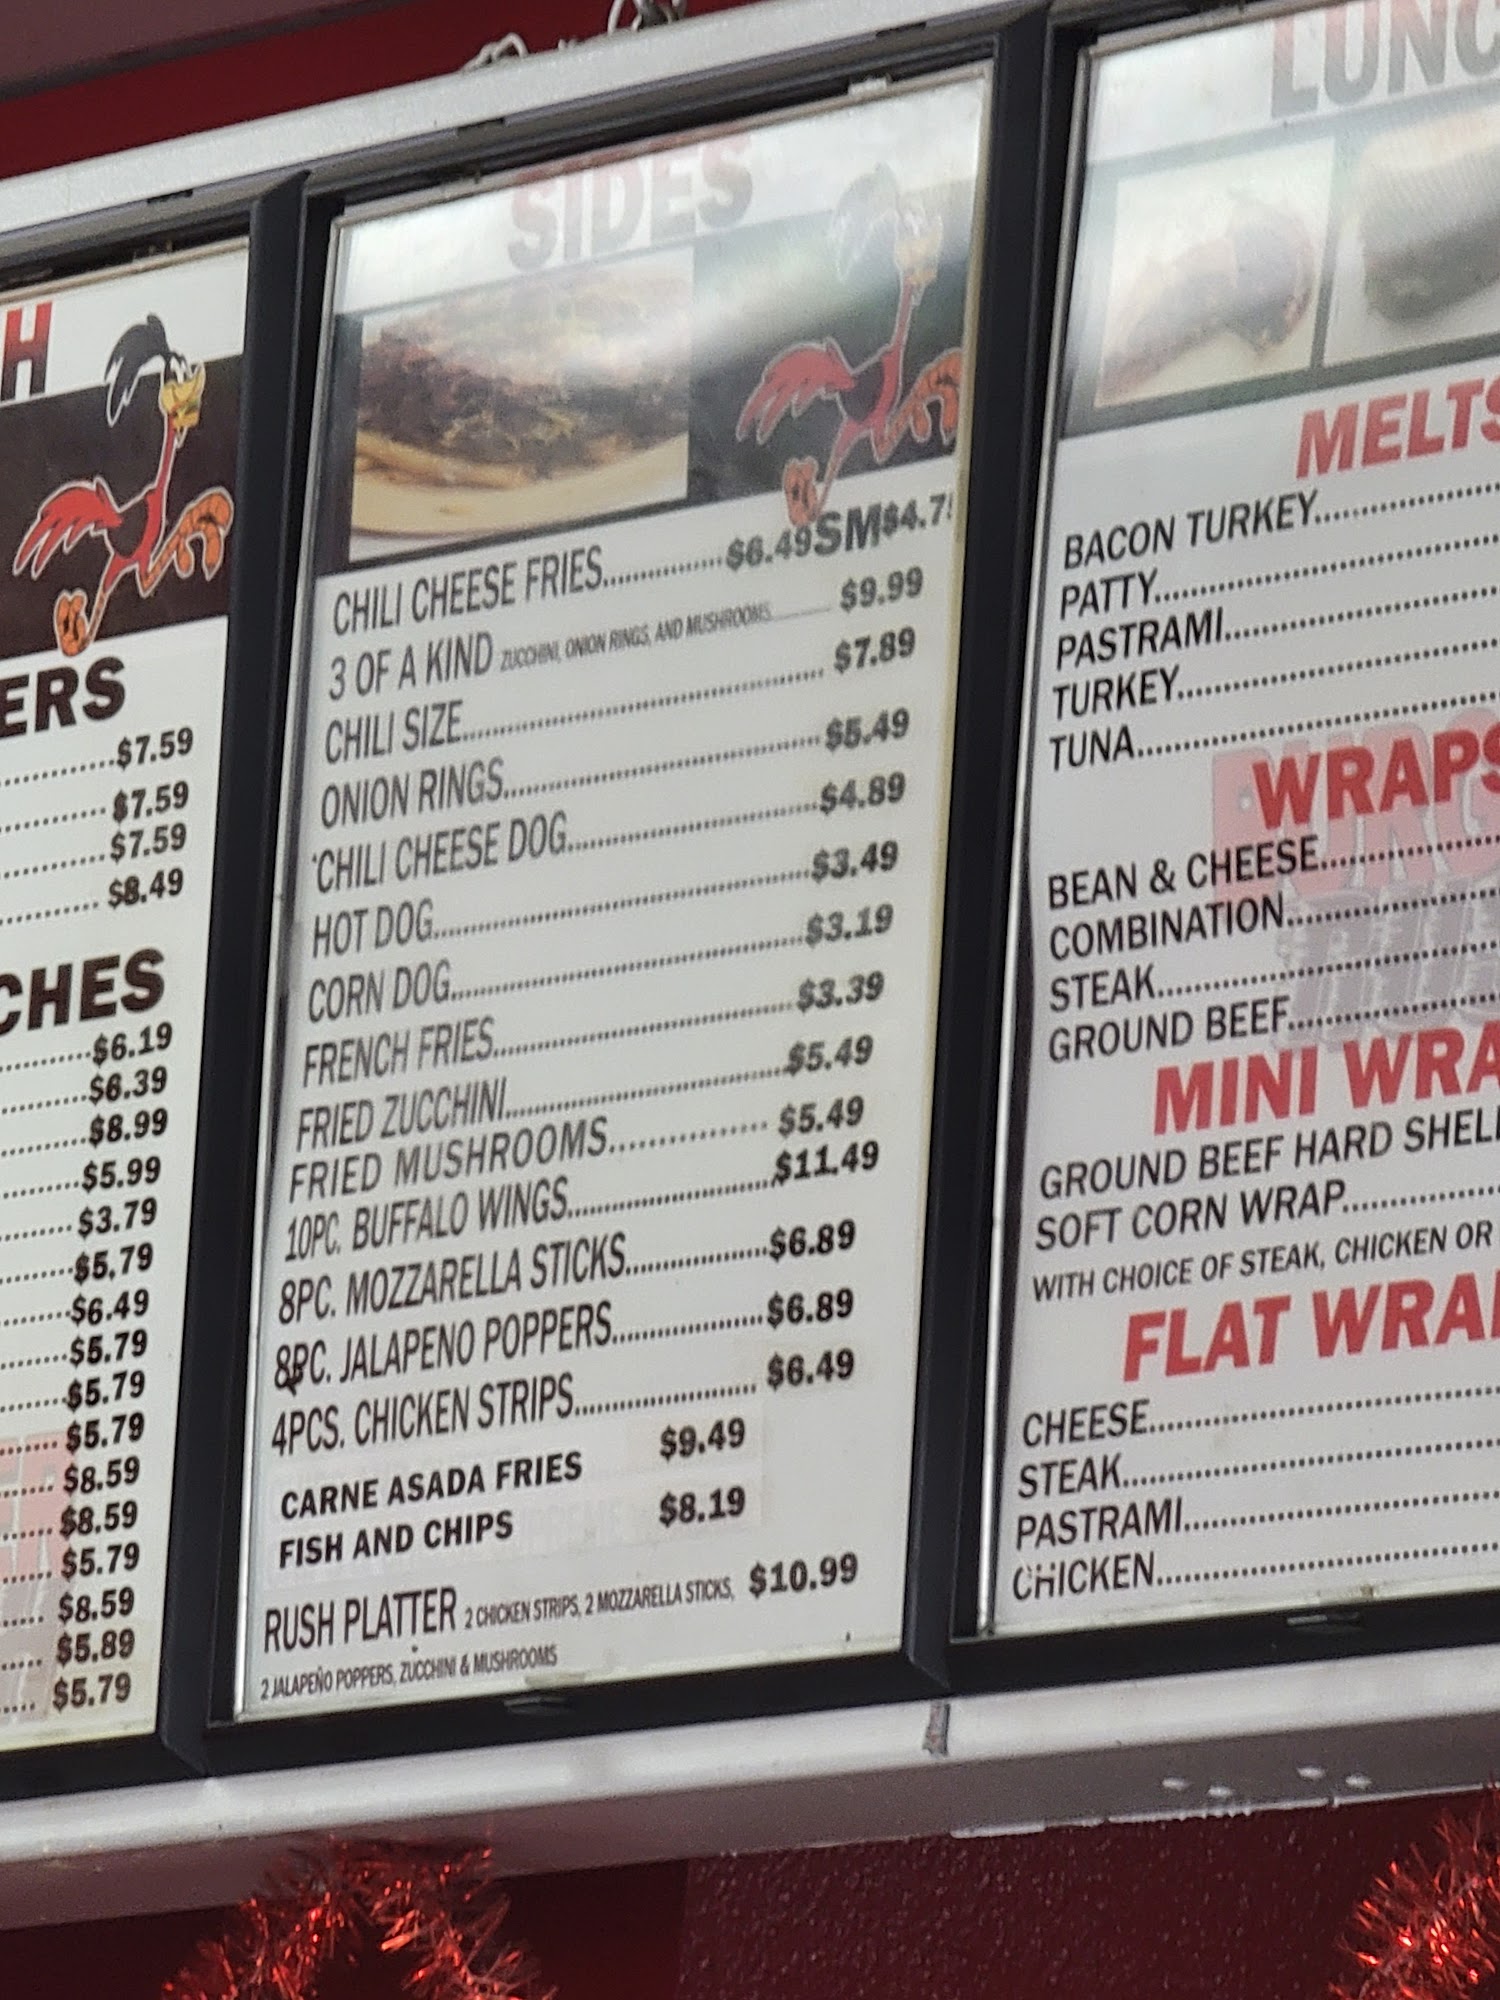 H
ERS
$7.59
$7.59
$7.59
$8.49
CHES
$6.19
$6.39
$8.99
$5.99
$3.79
$5.79
$6.49
$5.79
$5.79
$5.79
$8.59
$8.59
$5.79
$8.59
$5.89
$5.79
SIDES
CHILI CHEESE FRIES $6.49 SM $4.7
3 OF A KIND ZUCCHINI, ONION RINGS, AND MUSHROOMS $9.99
CHILI SIZE $7.89
ONION RINGS $5.49
CHILI CHEESE DOG $4.89
HOT DOG $3.49
CORN DOG $3.19
FRENCH FRIES $3.39
FRIED ZUCCHINI $5.49
FRIED MUSHROOMS $5.49
10PC. BUFFALO WINGS $11.49
8PC. MOZZARELLA STICKS $6.89
8PC. JALAPENO POPPERS $6.89
4PCS. CHICKEN STRIPS $6.49
CARNE ASADA FRIES $9.49
FISH AND CHIPS $8.19
RUSH PLATTER 2 CHICKEN STRIPS, 2 MOZZARELLA STICKS, $10.99
2 JALAPEÑO POPPERS, ZUCCHINI & MUSHROOMS
LUNC
MELTS
BACON TURKEY
PATTY
PASTRAMI
TURKEY
TUNA
WRAPS
BEAN & CHEESE
COMBINATION
STEAK
GROUND BEEF
MINI WRA
GROUND BEEF HARD SHELL
SOFT CORN WRAP
WITH CHOICE OF STEAK, CHICKEN OR
FLAT WRA
CHEESE
STEAK
PASTRAMI
CHICKEN